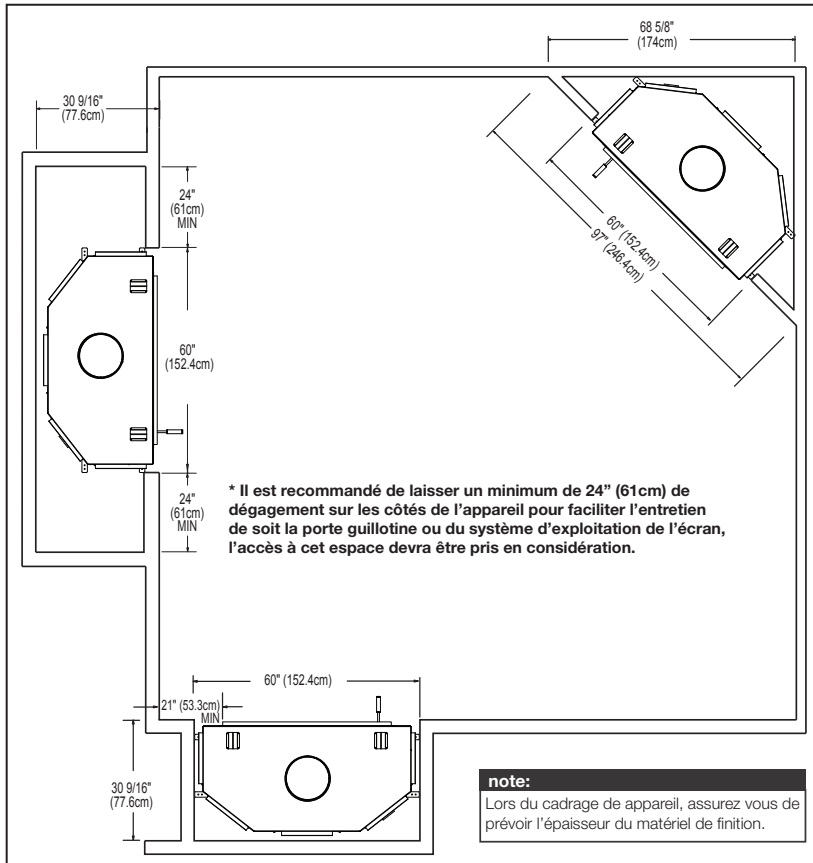 68 5/8"
(174cm)
30 9/16"
(77.6cm)
24"
(61cm)
MIN
60" (152.4cm)
97" (246.4cm)
60"
(152.4cm)
24"
(61cm)
MIN
* Il est recommandé de laisser un minimum de 24” (61cm) de
dégagement sur les côtés de l’appareil pour faciliter l’entretien
de soit la porte guillotine ou du système d’exploitation de l’écran,
l’accès à cet espace devra être pris en considération.
60" (152.4cm)
21" (53.3cm)
MIN
30 9/16"
(77.6cm)
note:
Lors du cadrage de appareil, assurez vous de
prévoir l’épaisseur du matériel de finition.